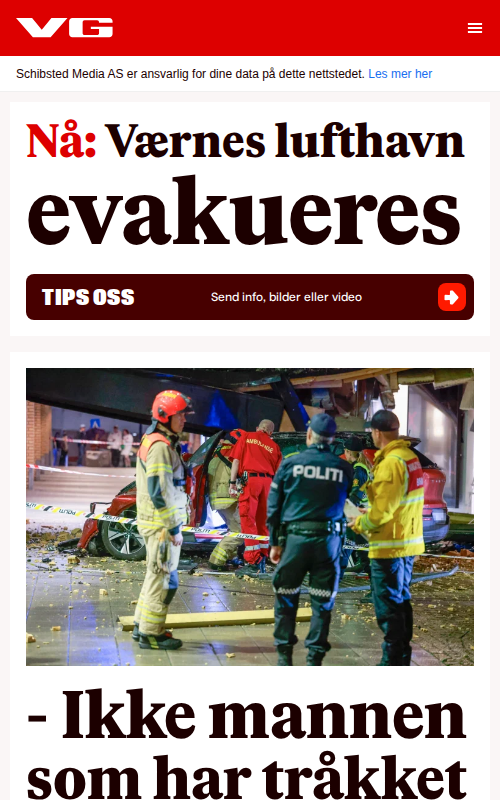 VG
Schibsted Media AS er ansvarlig for dine data på dette nettstedet. Les mer her
Nå: Værnes lufthavn
evakueres
TIPS OSS
Send info, bilder eller video
AMBULANSE
POLITI
- Ikke mannen
som har tråkket